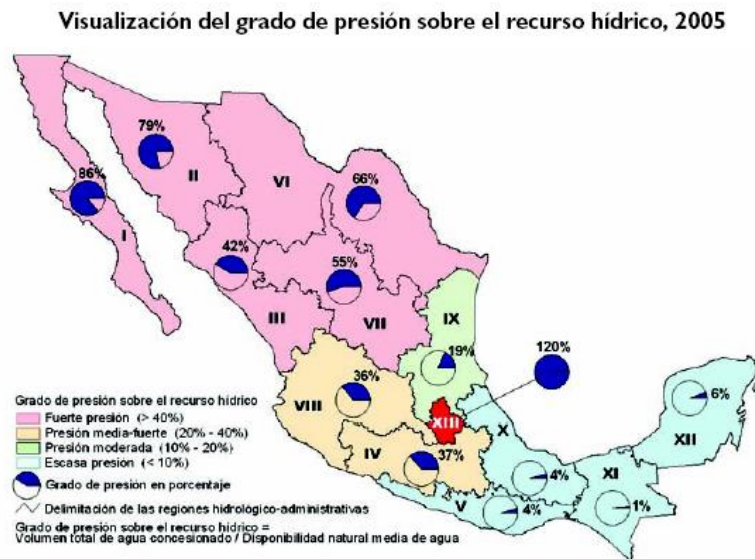 Visualización del grado de presión sobre el recurso hídrico, 2005
79%
86%
II
VI
66%
I
42%
55%
III
VII
IX
19%
120%
36%
VIII
XIII
6%
X
XII
IV
37%
XI
4%
V
4%
1%
Grado de presión sobre el recurso hídrico
Fuerte presión (> 40%)
Presión media-fuerte (20% - 40%)
Presión moderada (10% - 20%)
Escasa presión (< 10%)
Grado de presión en porcentaje
Delimitación de las regiones hidrológico-administrativas
Grado de presión sobre el recurso hídrico =
Volumen total de agua concesionado / Disponibilidad natural media de agua